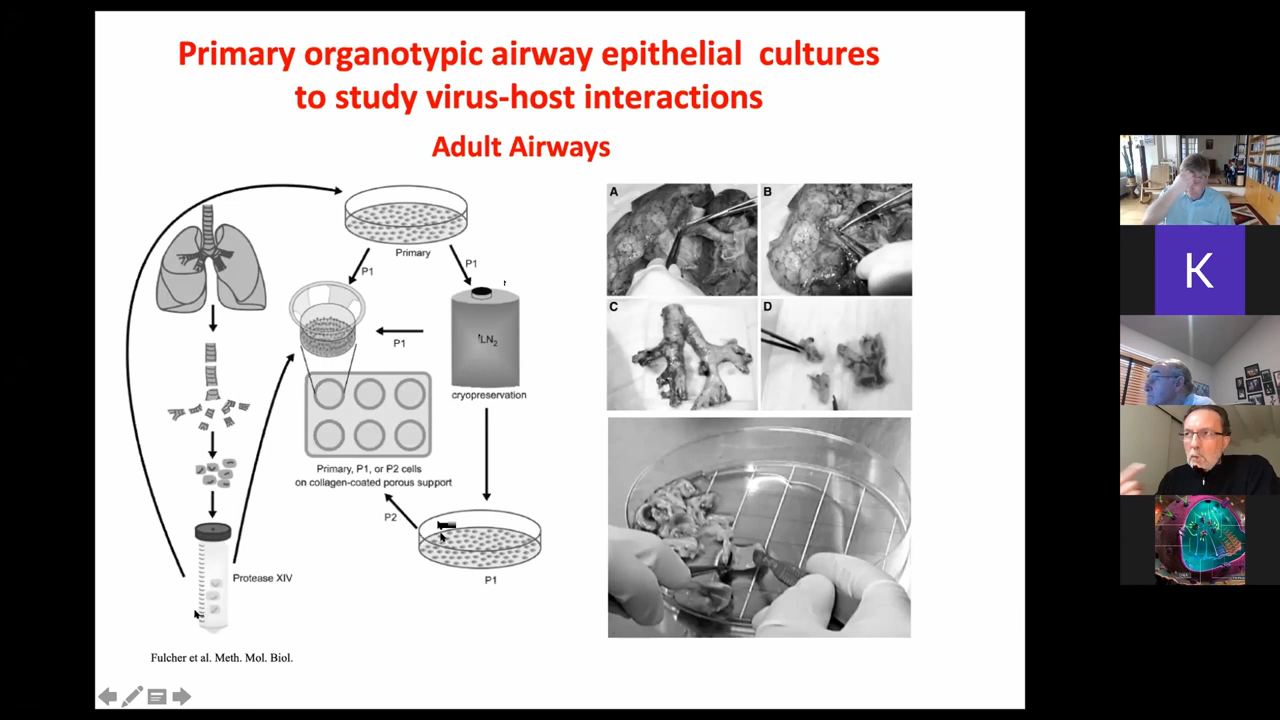 Primary organotypic airway epithelial cultures
to study virus-host interactions
Adult Airways
Primary
P1
P1
P1
LN2
cryopreservation
Primary, P1, or P2 cells
on collagen-coated porous support
P2
P1
Protease XIV
Fulcher et al. Meth. Mol. Biol.
A
B
C
D
K